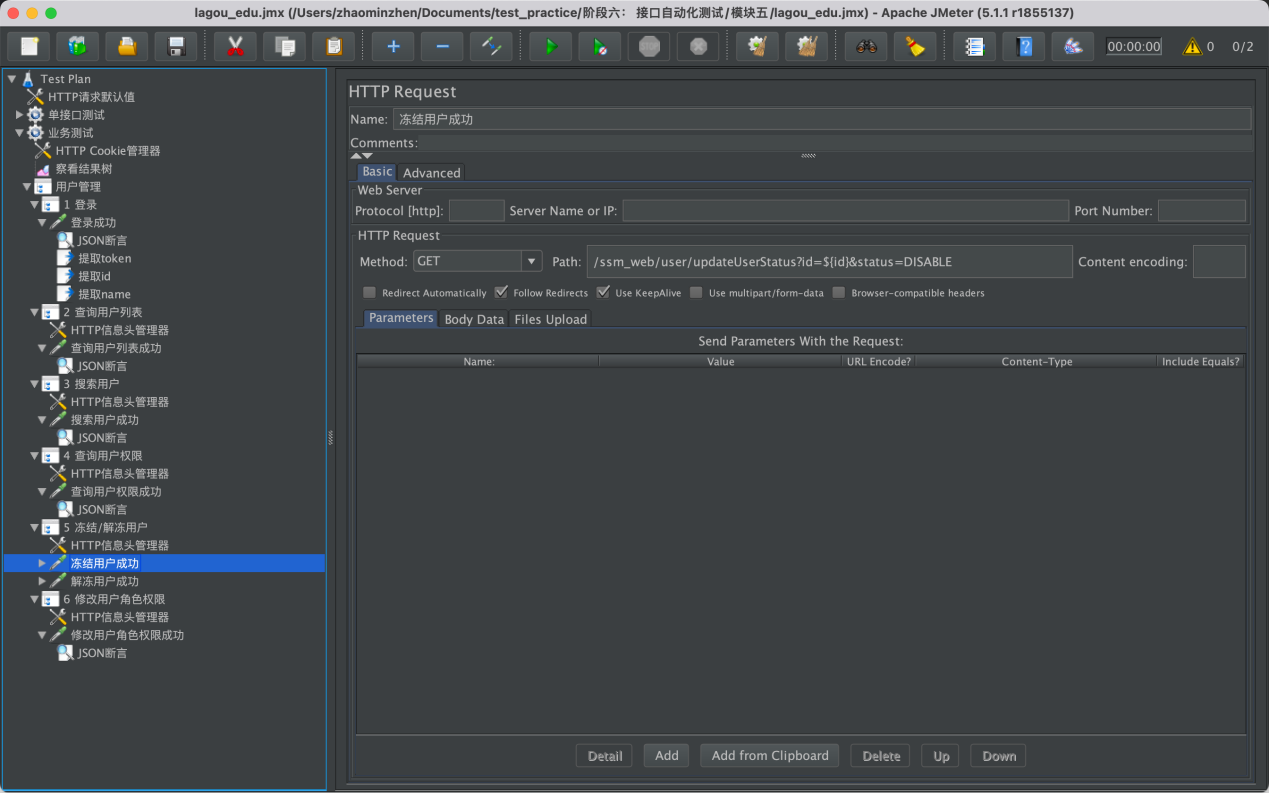 lagou_edu.jmx (/Users/zhaominzhen/Documents/test_practice/阶段六： 接口自动化测试/模块五/lagou_edu.jmx) - Apache JMeter (5.1.1 r1855137)
STOP
00:00:00
0
0/2
Test Plan
HTTP请求默认值
单接口测试
业务测试
HTTP Cookie管理器
察看结果树
用户管理
1 登录
登录成功
JSON断言
提取token
提取id
提取name
2 查询用户列表
HTTP信息头管理器
查询用户列表成功
JSON断言
3 搜索用户
HTTP信息头管理器
搜索用户成功
JSON断言
4 查询用户权限
HTTP信息头管理器
查询用户权限成功
JSON断言
5 冻结/解冻用户
HTTP信息头管理器
冻结用户成功
解冻用户成功
6 修改用户角色权限
HTTP信息头管理器
修改用户角色权限成功
JSON断言
HTTP Request
Name: 冻结用户成功
Comments:
Basic Advanced
Web Server
Protocol [http]: Server Name or IP: Port Number:
HTTP Request
Method: GET Path: /ssm_web/user/updateUserStatus?id=${id}&status=DISABLE Content encoding:
Redirect Automatically Follow Redirects Use KeepAlive Use multipart/form-data Browser-compatible headers
Parameters Body Data Files Upload
Send Parameters With the Request:
Name: Value URL Encode? Content-Type Include Equals?
Detail Add Add from Clipboard Delete Up Down